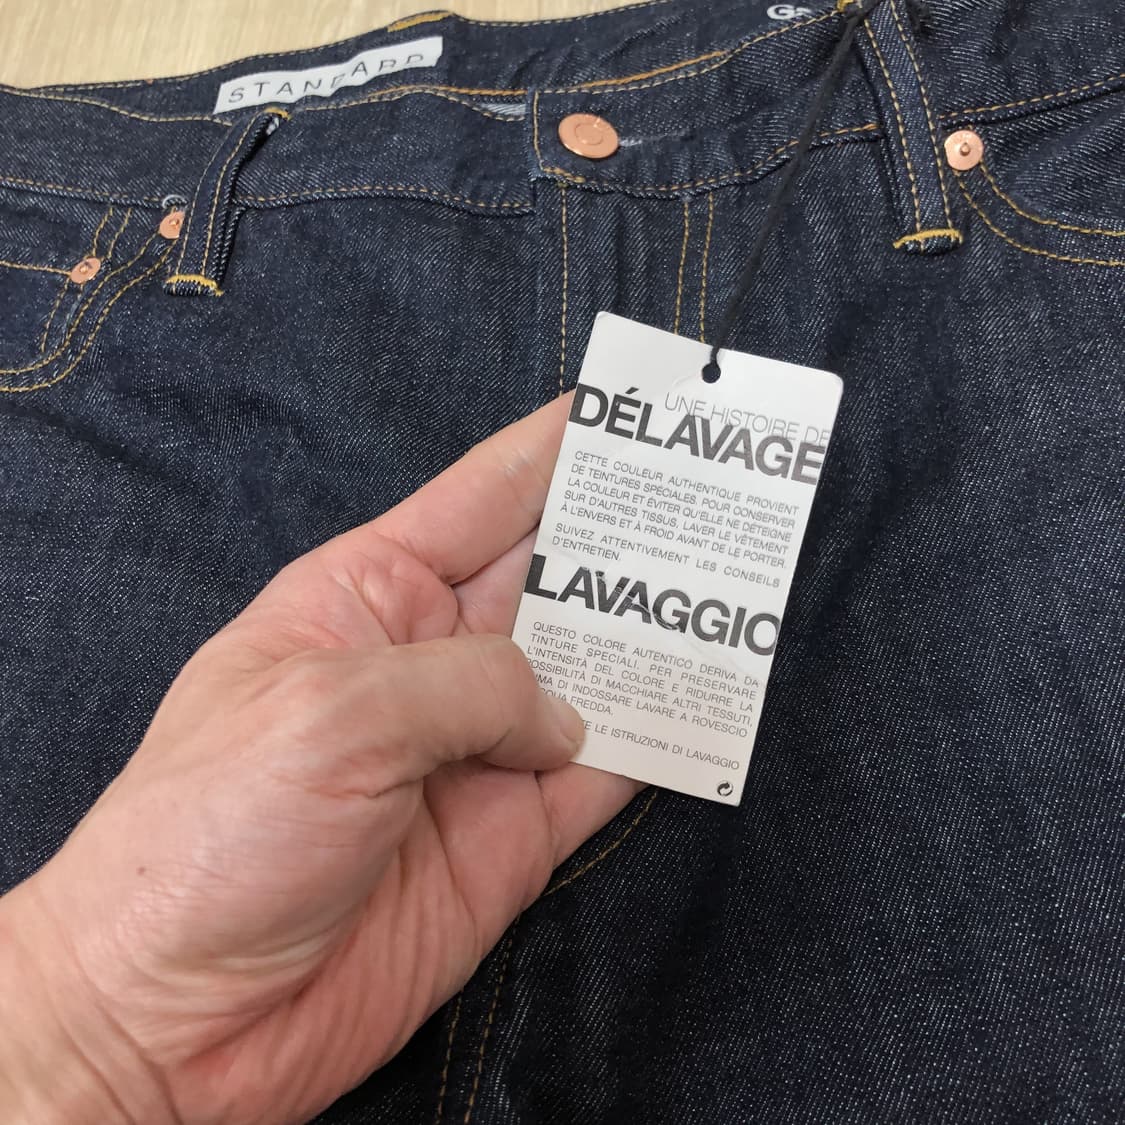 STANDARD
UNE HISTOIRE DE
DÉLAVAGE
CETTE COULEUR AUTHENTIQUE PROVIENT
DE TEINTURES SPÉCIALES. POUR CONSERVER
LA COULEUR ET ÉVITER QU'ELLE NE DÉTEIGNE
SUR D'AUTRES TISSUS, LAVER LE VÊTEMENT
À L'ENVERS ET À FROID AVANT DE LE PORTER.
SUIVEZ ATTENTIVEMENT LES CONSEILS
D'ENTRETIEN.
LAVAGGIO
QUESTO COLORE AUTENTICO DERIVA DA
TINTURE SPECIALI. PER PRESERVARE
L'INTENSITÀ DEL COLORE E RIDURRE LA
POSSIBILITÀ DI MACCHIARE ALTRI TESSUTI,
DI INDOSSARE LAVARE A ROVESCIO
FREDDA.
LE ISTRUZIONI DI LAVAGGIO